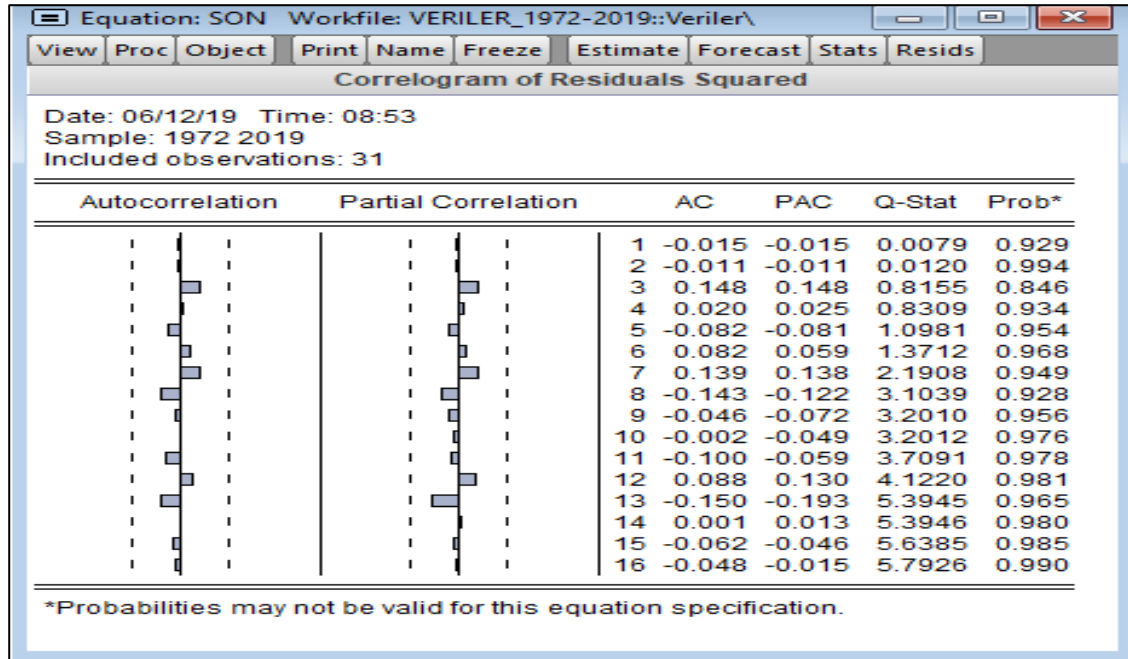 Equation: SON Workfile: VERILER_1972-2019::Veriler\
View Proc Object Print Name Freeze Estimate Forecast Stats Resids
Correlogram of Residuals Squared
Date: 06/12/19 Time: 08:53
Sample: 1972 2019
Included observations: 31
Autocorrelation Partial Correlation AC PAC Q-Stat Prob*
1 -0.015 -0.015 0.0079 0.929
2 -0.011 -0.011 0.0120 0.994
3 0.148 0.148 0.8155 0.846
4 0.020 0.025 0.8309 0.934
5 -0.082 -0.081 1.0981 0.954
6 0.082 0.059 1.3712 0.968
7 0.139 0.138 2.1908 0.949
8 -0.143 -0.122 3.1039 0.928
9 -0.046 -0.072 3.2010 0.956
10 -0.002 -0.049 3.2012 0.976
11 -0.100 -0.059 3.7091 0.978
12 0.088 0.130 4.1220 0.981
13 -0.150 -0.193 5.3945 0.965
14 0.001 0.013 5.3946 0.980
15 -0.062 -0.046 5.6385 0.985
16 -0.048 -0.015 5.7926 0.990
*Probabilities may not be valid for this equation specification.